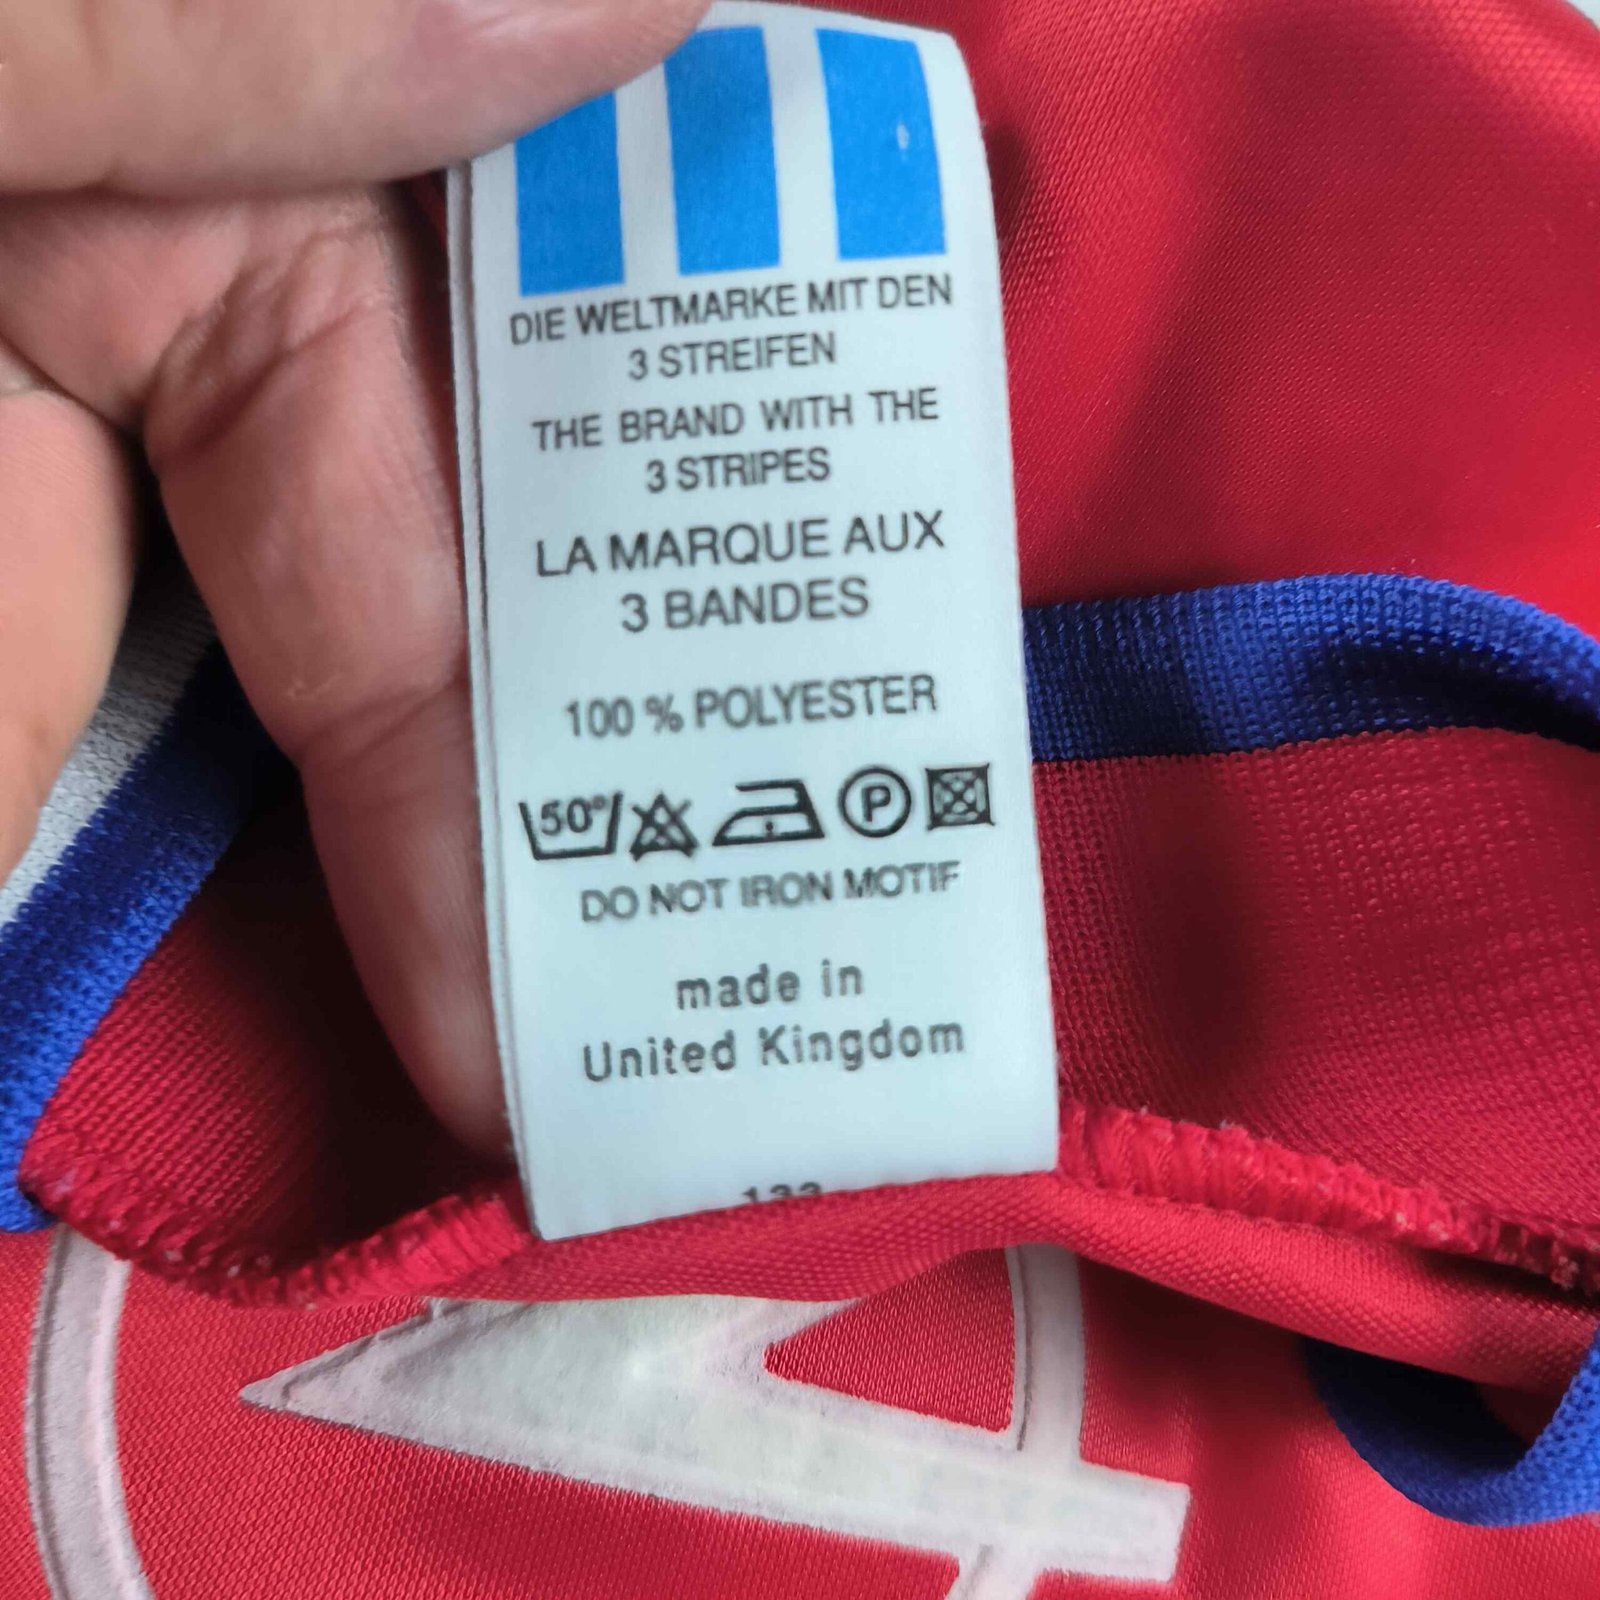 DIE WELTMARKE MIT DEN
3 STREIFEN
THE BRAND WITH THE
3 STRIPES
LA MARQUE AUX
3 BANDES
100 % POLYESTER
50° P
DO NOT IRON MOTIF
made in
United Kingdom